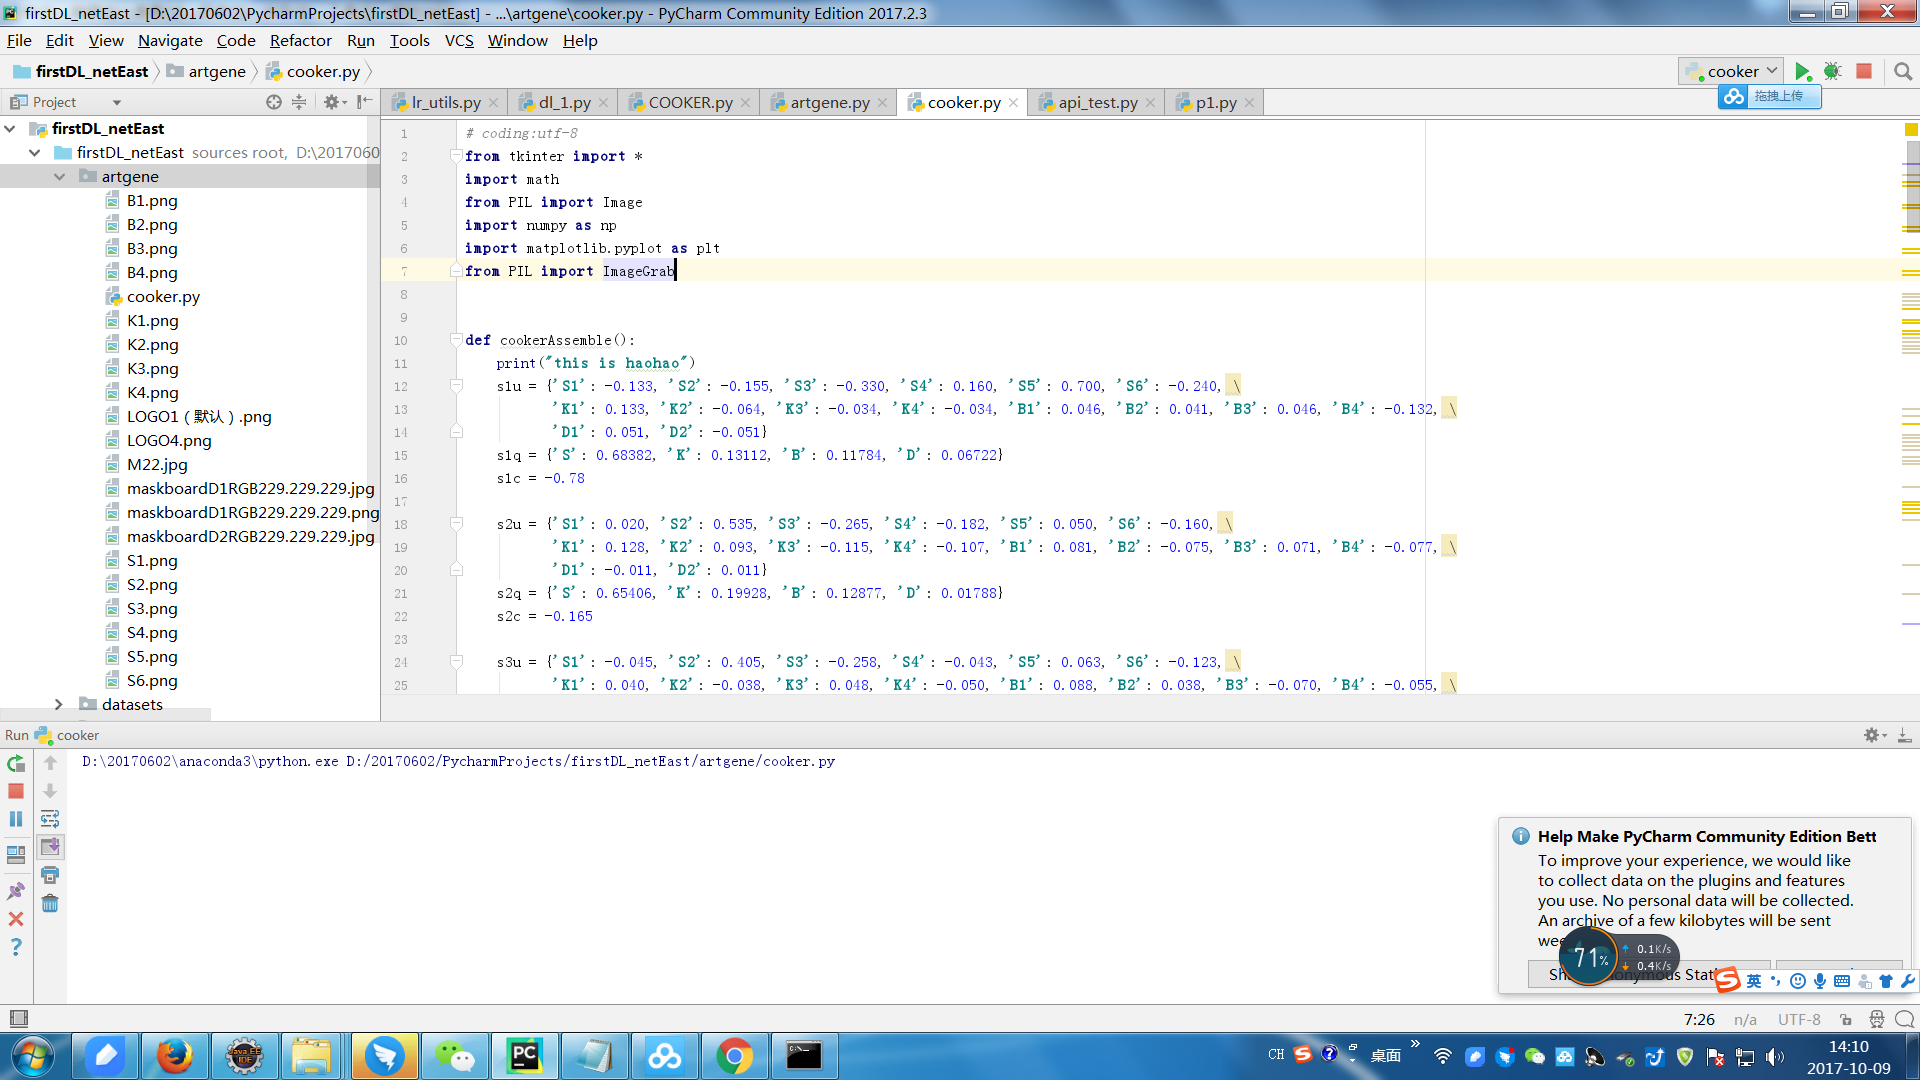 firstDL_netEast - [D:\20170602\PycharmProjects\firstDL_netEast] - ...\artgene\cooker.py - PyCharm Community Edition 2017.2.3
File Edit View Navigate Code Refactor Run Tools VCS Window Help
firstDL_netEast artgene cooker.py cooker
拖拽上传
Project
lr_utils.py dl_1.py COOKER.py artgene.py cooker.py api_test.py p1.py
firstDL_netEast
firstDL_netEast sources root, D:\2017060
artgene
B1.png
B2.png
B3.png
B4.png
cooker.py
K1.png
K2.png
K3.png
K4.png
LOGO1（默认）.png
LOGO4.png
M22.jpg
maskboardD1RGB229.229.229.jpg
maskboardD1RGB229.229.229.png
maskboardD2RGB229.229.229.jpg
S1.png
S2.png
S3.png
S4.png
S5.png
S6.png
datasets
1 # coding:utf-8
2 from tkinter import *
3 import math
4 from PIL import Image
5 import numpy as np
6 import matplotlib.pyplot as plt
7 from PIL import ImageGrab
8
9
10 def cookerAssemble():
11 print("this is haohao")
12 s1u = {'S1': -0.133, 'S2': -0.155, 'S3': -0.330, 'S4': 0.160, 'S5': 0.700, 'S6': -0.240, \
13 'K1': 0.133, 'K2': -0.064, 'K3': -0.034, 'K4': -0.034, 'B1': 0.046, 'B2': 0.041, 'B3': 0.046, 'B4': -0.132, \
14 'D1': 0.051, 'D2': -0.051}
15 s1q = {'S': 0.68382, 'K': 0.13112, 'B': 0.11784, 'D': 0.06722}
16 s1c = -0.78
17
18 s2u = {'S1': 0.020, 'S2': 0.535, 'S3': -0.265, 'S4': -0.182, 'S5': 0.050, 'S6': -0.160, \
19 'K1': 0.128, 'K2': 0.093, 'K3': -0.115, 'K4': -0.107, 'B1': 0.081, 'B2': -0.075, 'B3': 0.071, 'B4': -0.077, \
20 'D1': -0.011, 'D2': 0.011}
21 s2q = {'S': 0.65406, 'K': 0.19928, 'B': 0.12877, 'D': 0.01788}
22 s2c = -0.165
23
24 s3u = {'S1': -0.045, 'S2': 0.405, 'S3': -0.258, 'S4': -0.043, 'S5': 0.063, 'S6': -0.123, \
25 'K1': 0.040, 'K2': -0.038, 'K3': 0.048, 'K4': -0.050, 'B1': 0.088, 'B2': 0.038, 'B3': -0.070, 'B4': -0.055, \
Run cooker
D:\20170602\anaconda3\python.exe D:/20170602/PycharmProjects/firstDL_netEast/artgene/cooker.py
Help Make PyCharm Community Edition Bett
To improve your experience, we would like
to collect data on the plugins and features
you use. No personal data will be collected.
An archive of a few kilobytes will be sent
71% 0.1K/s
0.4K/s
英
7:26 n/a UTF-8
CH 桌面
14:10
2017-10-09